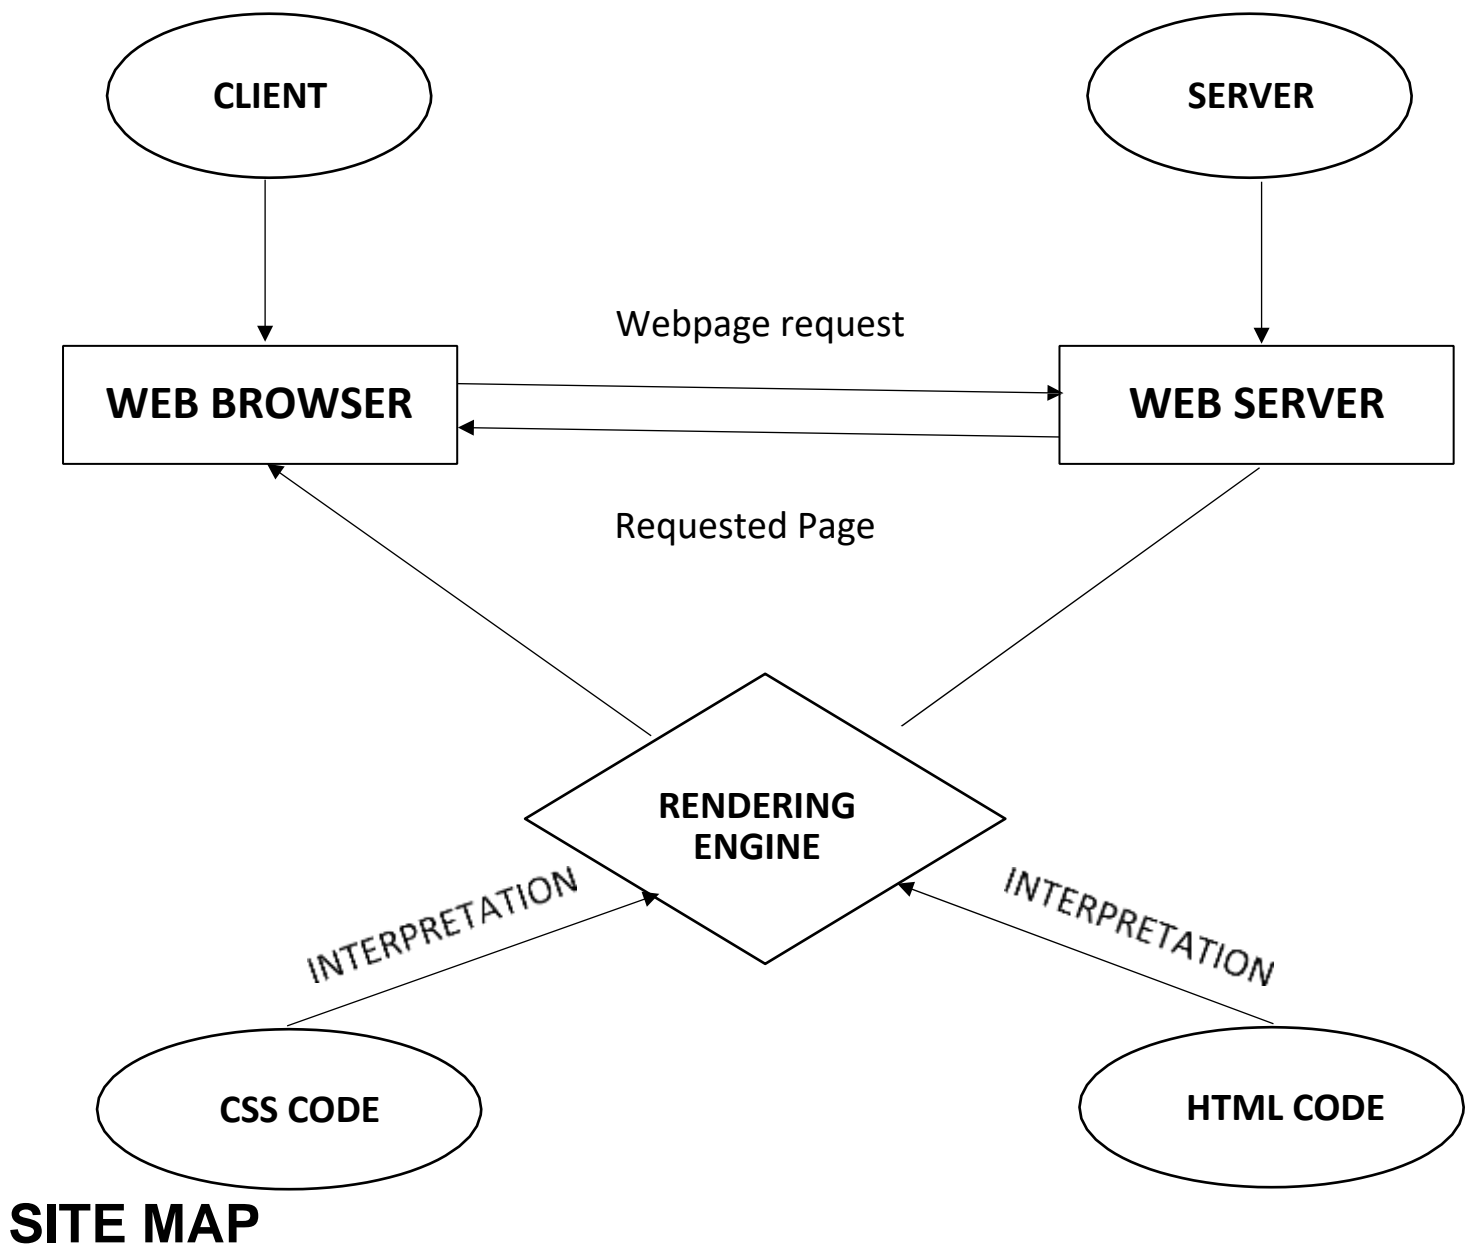 CLIENT
SERVER
Webpage request
WEB BROWSER
WEB SERVER
Requested Page
RENDERING
ENGINE
INTERPRETATION
INTERPRETATION
CSS CODE
HTML CODE
SITE MAP